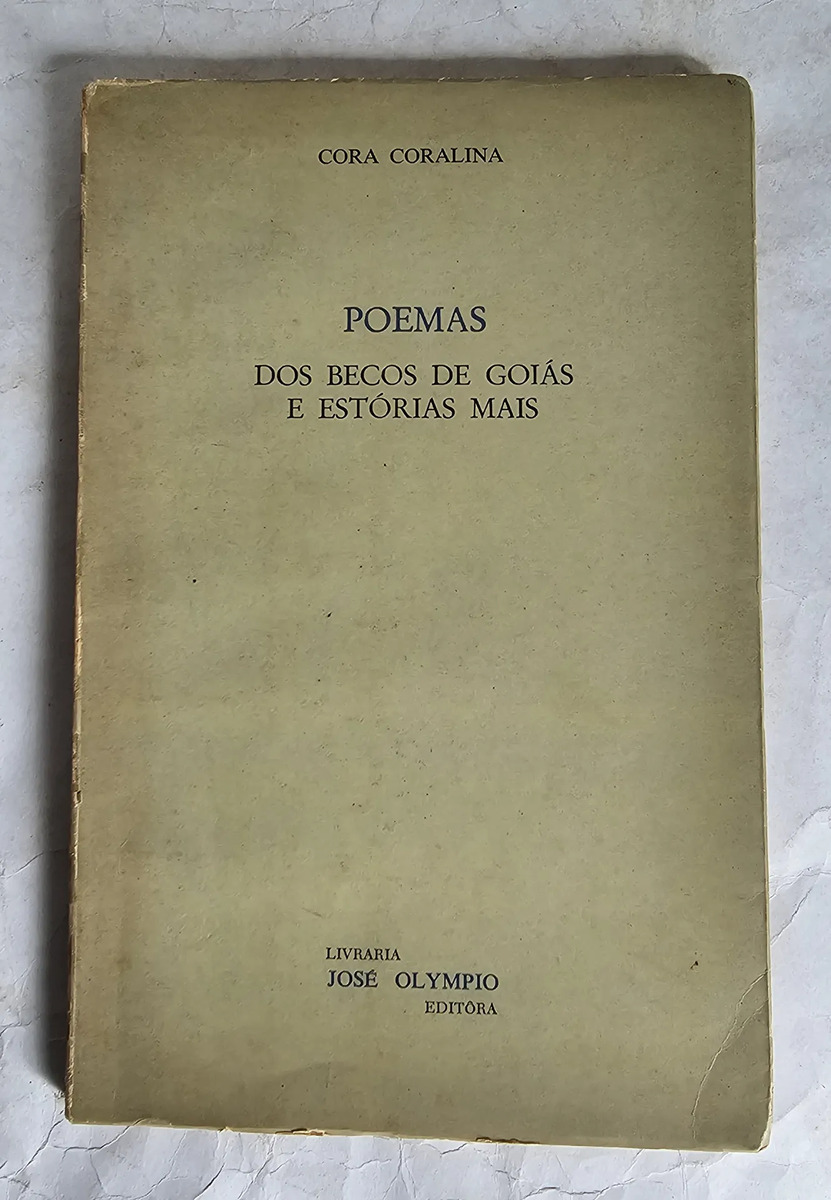 CORA CORALINA
POEMAS
DOS BECOS DE GOIÁS
E ESTÓRIAS MAIS
LIVRARIA
JOSÉ OLYMPIO
EDITÔRA